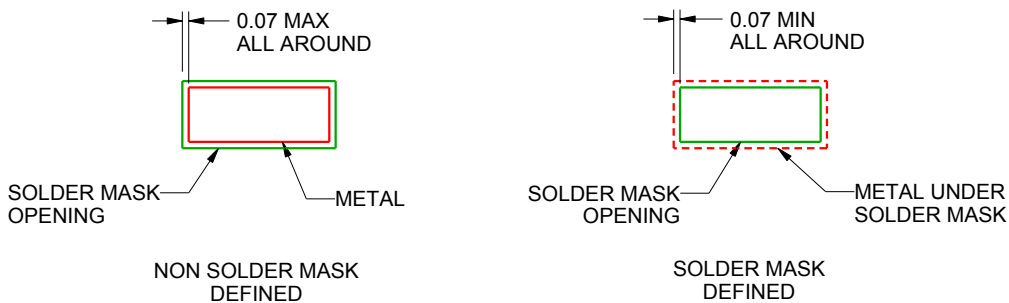 0.07 MAX
ALL AROUND
SOLDER MASK
OPENING
METAL
NON SOLDER MASK
DEFINED
0.07 MIN
ALL AROUND
SOLDER MASK
OPENING
METAL UNDER
SOLDER MASK
SOLDER MASK
DEFINED